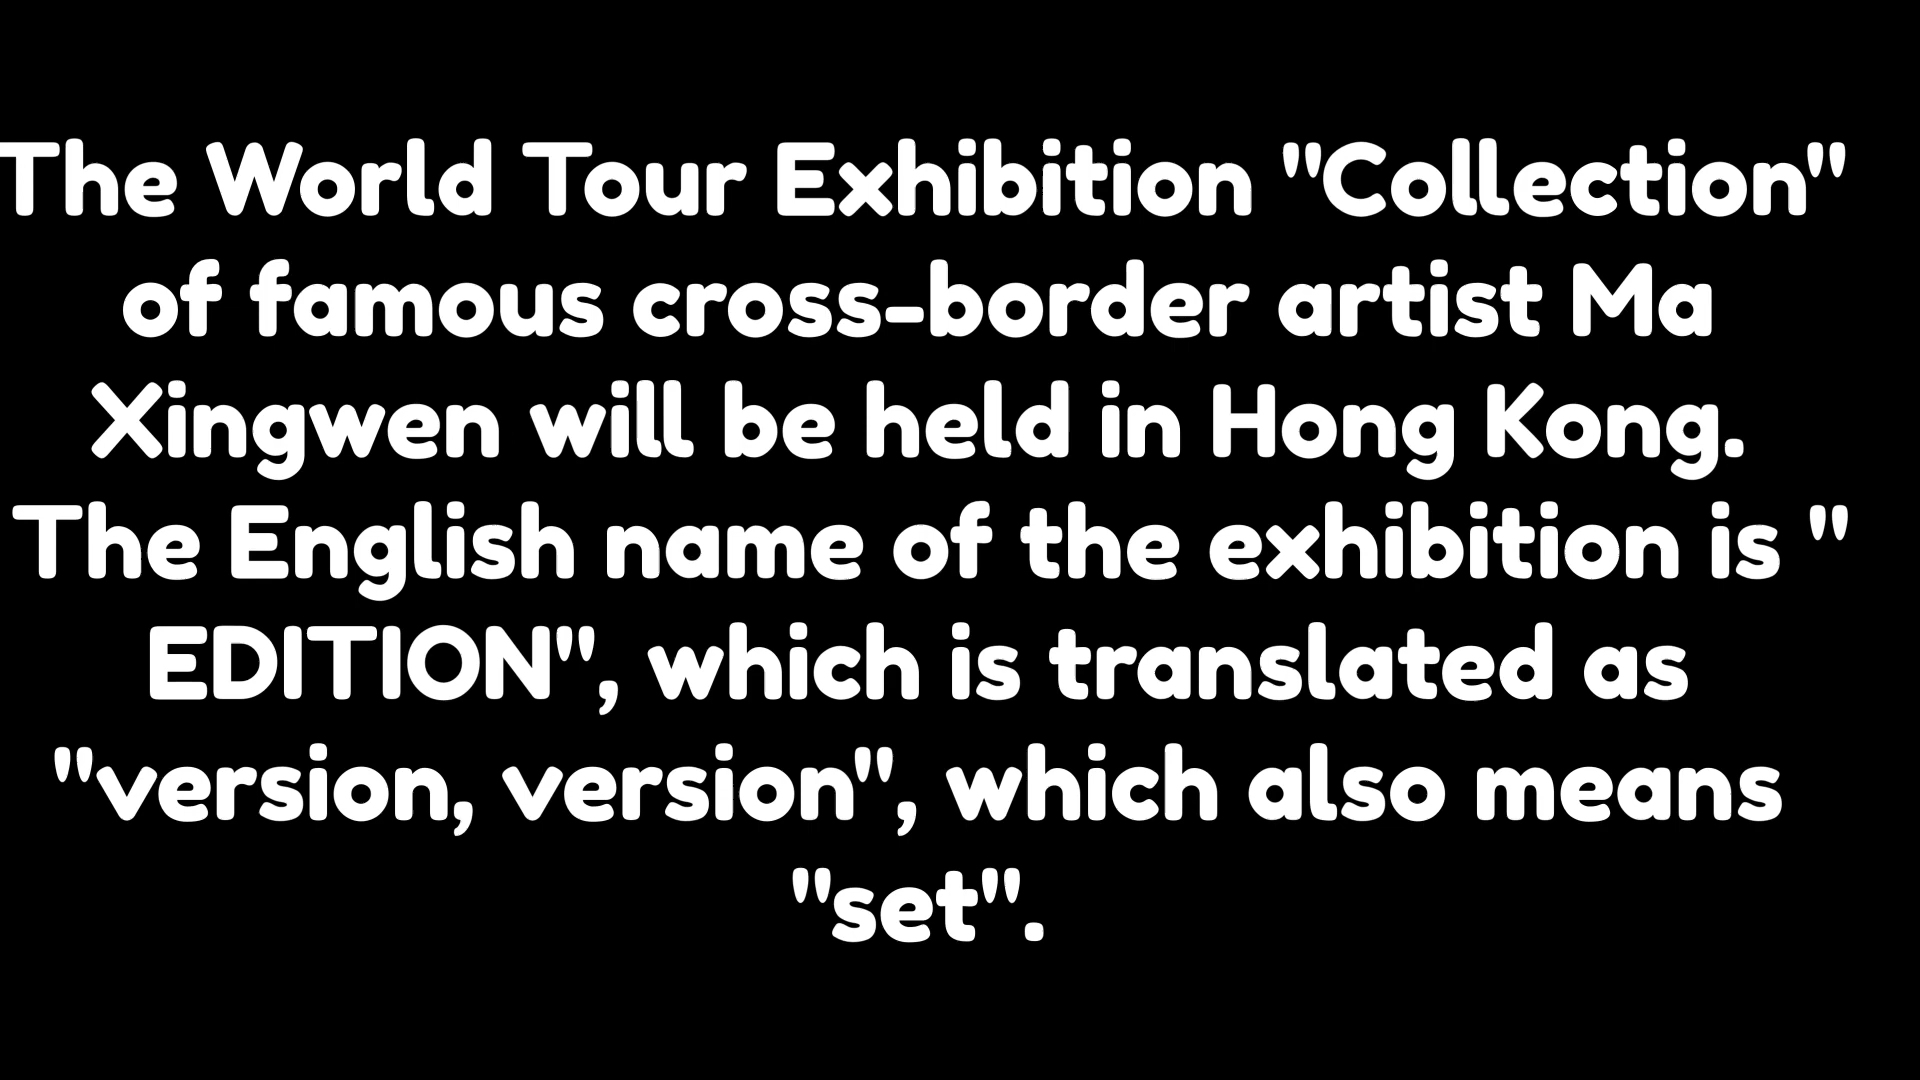 The World Tour Exhibition "Collection"
of famous cross-border artist Ma
Xingwen will be held in Hong Kong.
The English name of the exhibition is "
EDITION", which is translated as
"version, version", which also means
"set".